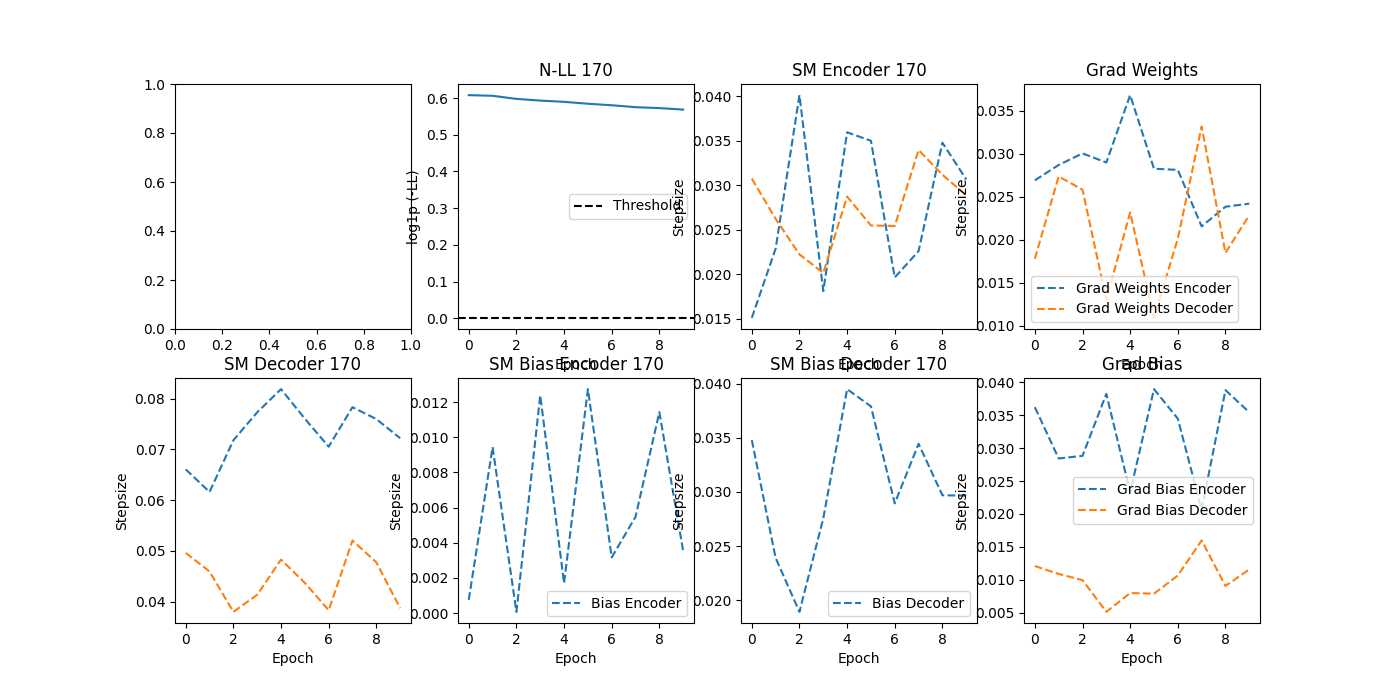 N-LL 170
SM Encoder 170
Grad Weights
1.0
0.8
0.6
0.4
0.2
0.0
0.0 0.2 0.4 0.6 0.8 1.0
log1p (-LL)
0.6
0.5
0.4
0.3
0.2
0.1
0.0
Threshold
0 2 4 6 8
Epoch
Stepsize
0.040
0.035
0.030
0.025
0.020
0.015
0 2 4 6 8
Epoch
Stepsize
0.035
0.030
0.025
0.020
0.015
0.010
Grad Weights Encoder
Grad Weights Decoder
0 2 4 6 8
Epoch
SM Decoder 170
SM Bias Encoder 170
SM Bias Decoder 170
Grad Bias
Stepsize
0.08
0.07
0.06
0.05
0.04
0 2 4 6 8
Epoch
Stepsize
0.012
0.010
0.008
0.006
0.004
0.002
0.000
Bias Encoder
0 2 4 6 8
Epoch
Stepsize
0.040
0.035
0.030
0.025
0.020
Bias Decoder
0 2 4 6 8
Epoch
Stepsize
0.040
0.035
0.030
0.025
0.020
0.015
0.010
0.005
Grad Bias Encoder
Grad Bias Decoder
0 2 4 6 8
Epoch